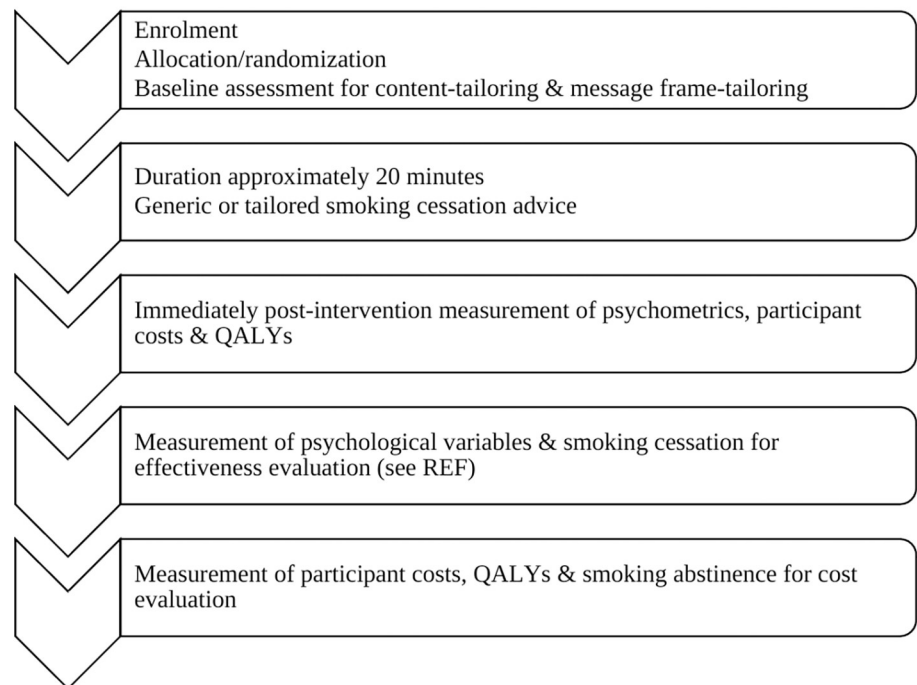 Enrolment
Allocation/randomization
Baseline assessment for content-tailoring & message frame-tailoring
Duration approximately 20 minutes
Generic or tailored smoking cessation advice
Immediately post-intervention measurement of psychometrics, participant
costs & QALYs
Measurement of psychological variables & smoking cessation for
effectiveness evaluation (see REF)
Measurement of participant costs, QALYs & smoking abstinence for cost
evaluation